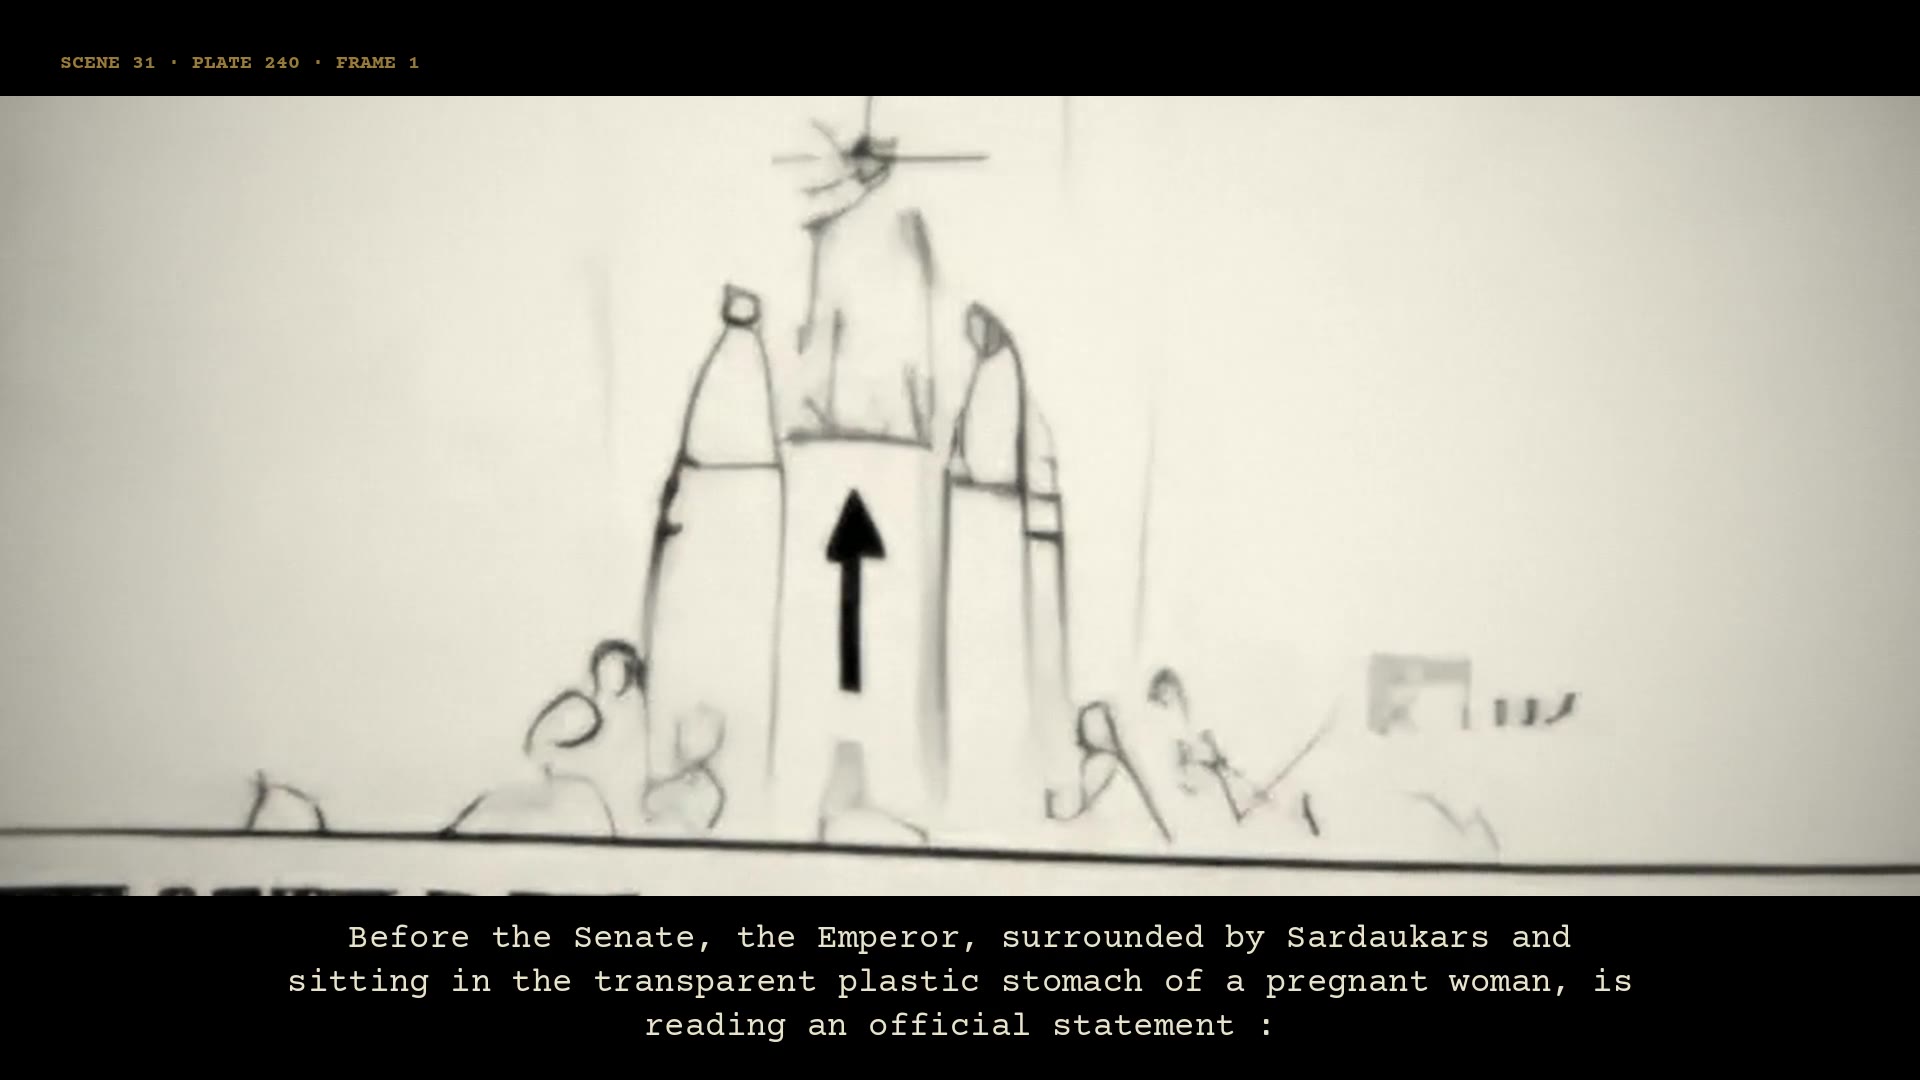 SCENE 31 · PLATE 240 · FRAME 1
Before the Senate, the Emperor, surrounded by Sardaukars and
sitting in the transparent plastic stomach of a pregnant woman, is
reading an official statement :